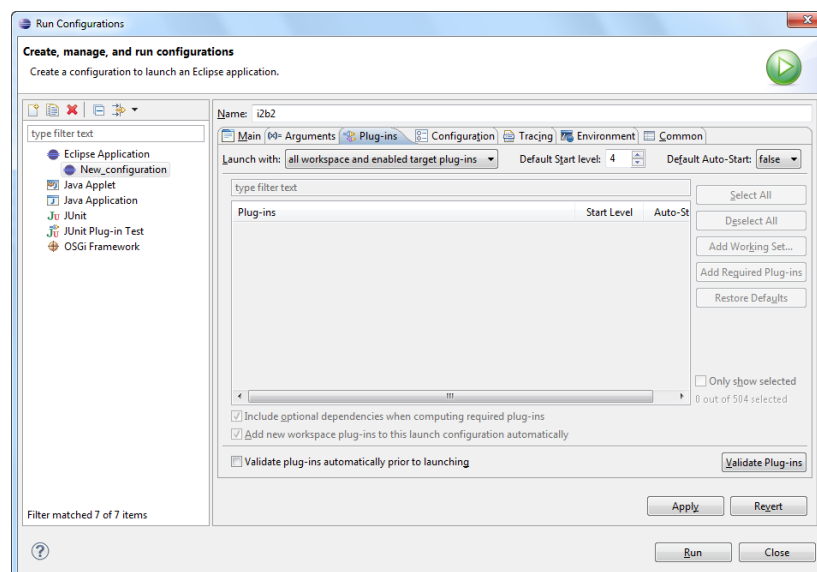 Run Configurations
Create, manage, and run configurations
Create a configuration to launch an Eclipse application.
Name: i2b2
type filter text
Eclipse Application
New_configuration
Java Applet
Java Application
Ju JUnit
JUnit Plug-in Test
OSGi Framework
Filter matched 7 of 7 items
Main (x)= Arguments Plug-ins Configuration Tracing Environment Common
Launch with: all workspace and enabled target plug-ins Default Start level: 4 Default Auto-Start: false
type filter text
Plug-ins Start Level Auto-St
Select All
Deselect All
Add Working Set...
Add Required Plug-ins
Restore Defaults
Only show selected
0 out of 504 selected
Include optional dependencies when computing required plug-ins
Add new workspace plug-ins to this launch configuration automatically
Validate plug-ins automatically prior to launching Validate Plug-ins
Apply Revert
Run Close